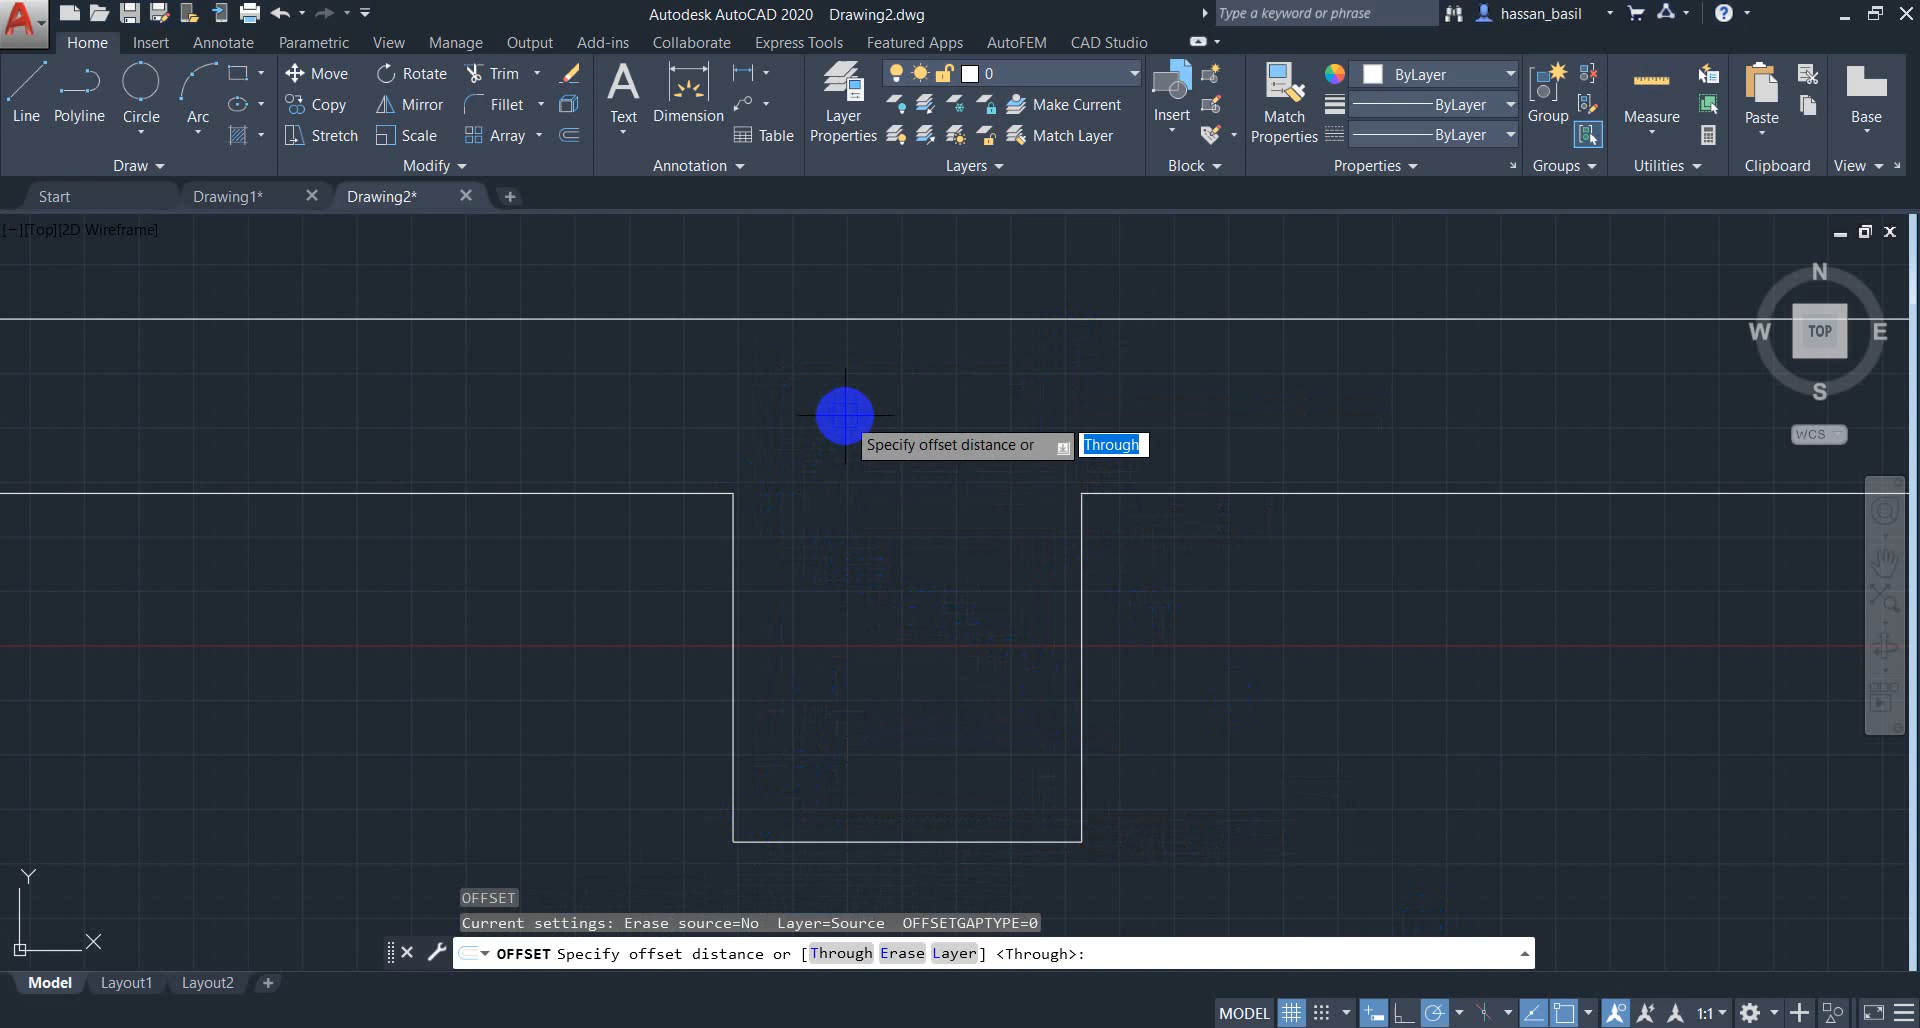 Autodesk AutoCAD 2020 Drawing2.dwg Type a keyword or phrase hassan_basil
Home Insert Annotate Parametric View Manage Output Add-ins Collaborate Express Tools Featured Apps AutoFEM CAD Studio
Line Polyline Circle Arc
Move Rotate Trim
Copy Mirror Fillet
Stretch Scale Array
Text Dimension Table
Layer Properties
0
Make Current
Match Layer
Insert
Match Properties
ByLayer
ByLayer
ByLayer
Group Measure Paste Base
Draw Modify Annotation Layers Block Properties Groups Utilities Clipboard View
Start Drawing1* Drawing2*
[−][Top][2D Wireframe]
N
W TOP E
S
WCS
Specify offset distance or Through
Y
X
OFFSET
Current settings: Erase source=No Layer=Source OFFSETGAPTYPE=0
OFFSET Specify offset distance or [Through Erase Layer] <Through>:
Model Layout1 Layout2
MODEL 1:1